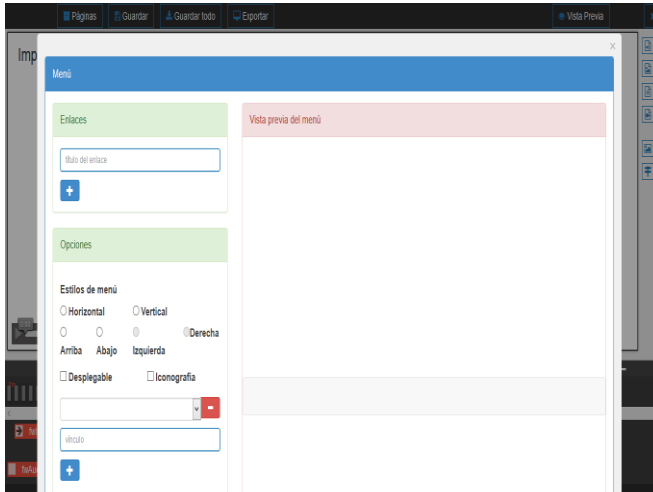 Páginas Guardar Guardar todo Exportar Vista Previa
Imp
x
Menú
Enlaces
Vista previa del menú
título del enlace
Opciones
Estilos de menú
Horizontal Vertical
Derecha
Arriba Abajo Izquierda
Desplegable Iconografía
vínculo